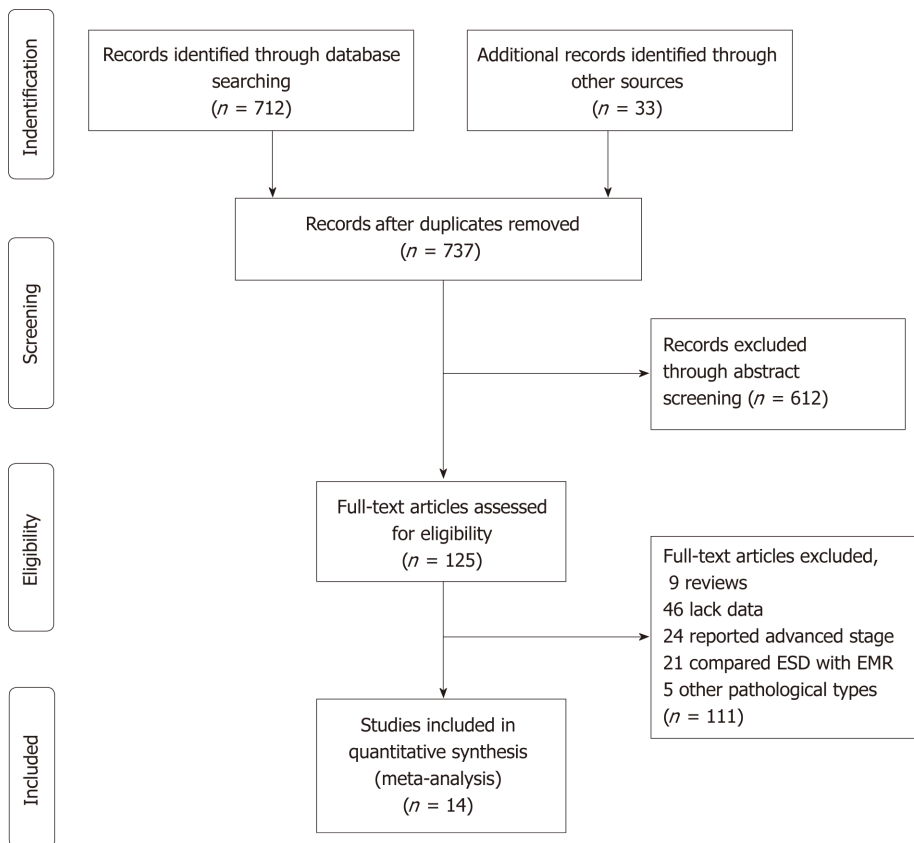 Indentification
Records identified through database
searching
(n = 712)
Additional records identified through
other sources
(n = 33)
Records after duplicates removed
(n = 737)
Screening
Records excluded
through abstract
screening (n = 612)
Eligibility
Full-text articles assessed
for eligibility
(n = 125)
Full-text articles excluded,
9 reviews
46 lack data
24 reported advanced stage
21 compared ESD with EMR
5 other pathological types
(n = 111)
Included
Studies included in
quantitative synthesis
(meta-analysis)
(n = 14)